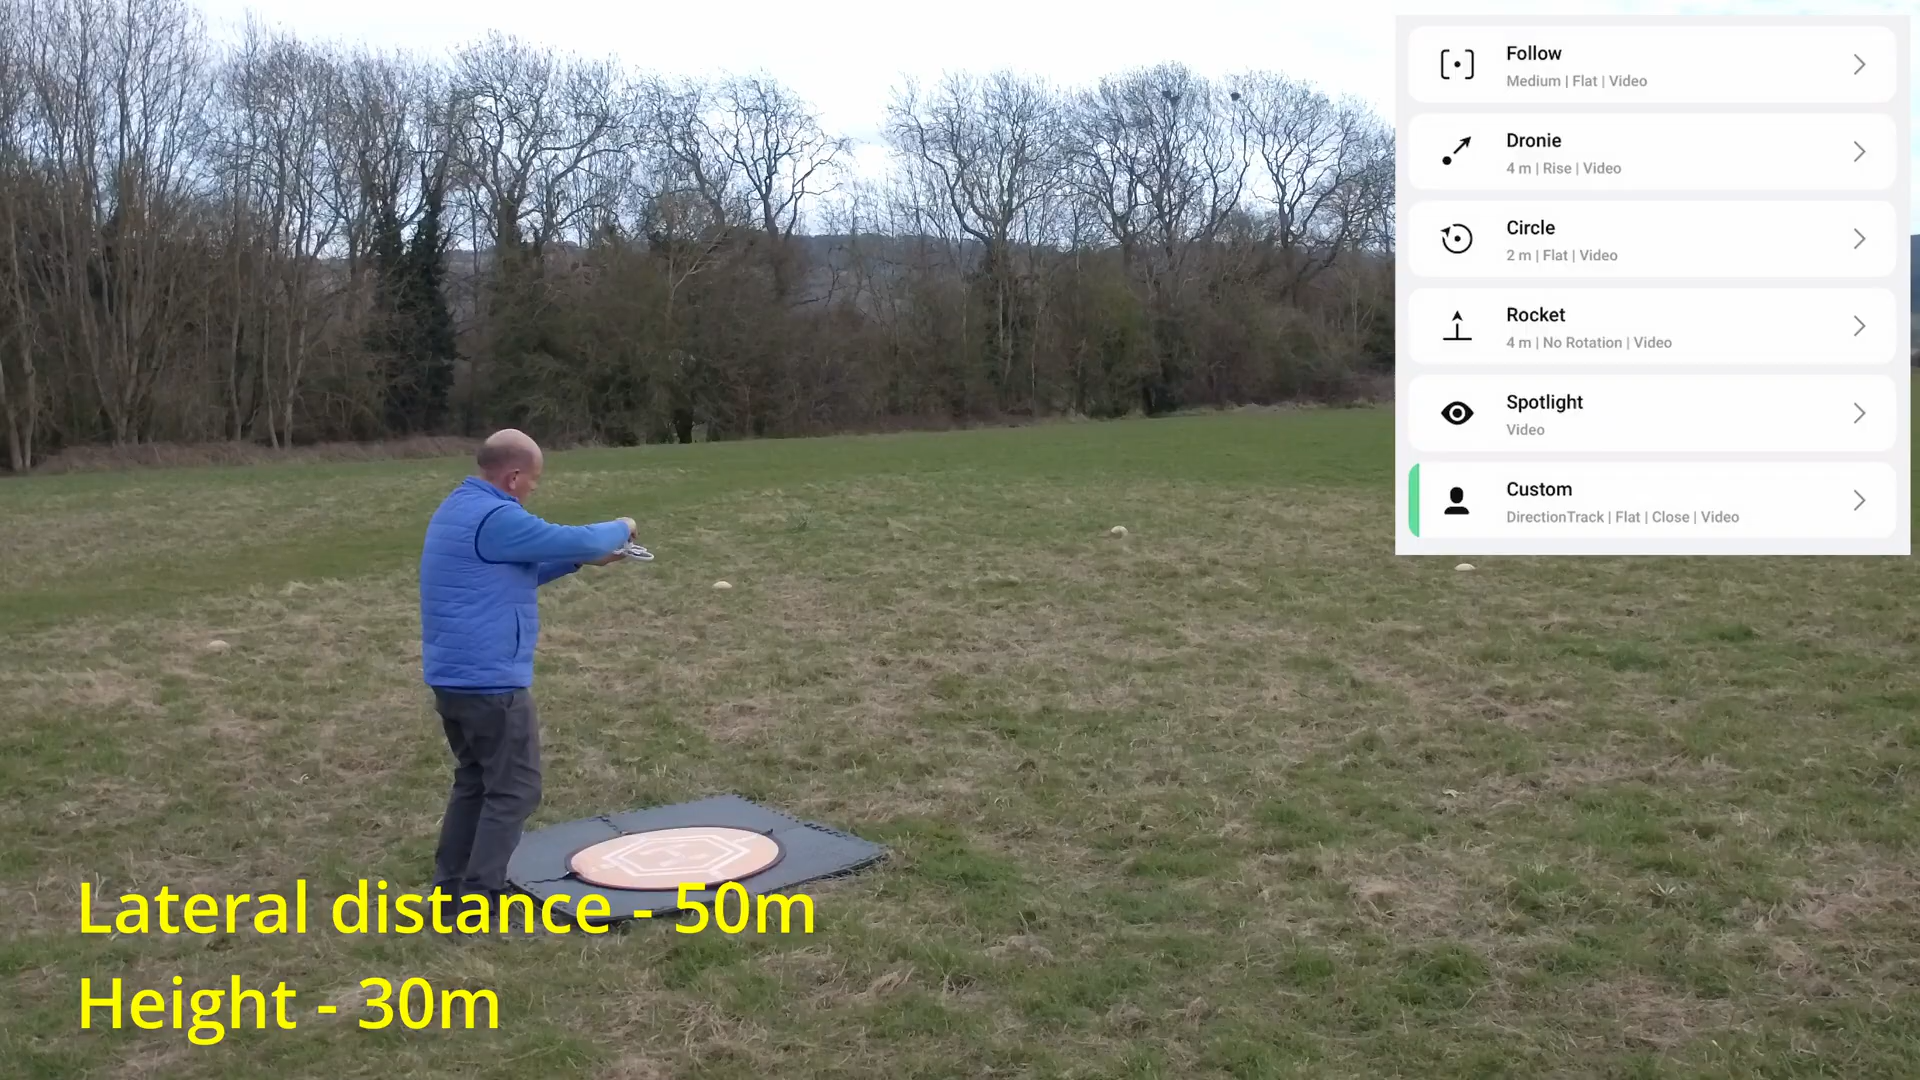 Follow
Medium | Flat | Video
Dronie
4 m | Rise | Video
Circle
2 m | Flat | Video
Rocket
4 m | No Rotation | Video
Spotlight
Video
Custom
DirectionTrack | Flat | Close | Video
Lateral distance - 50m
Height - 30m